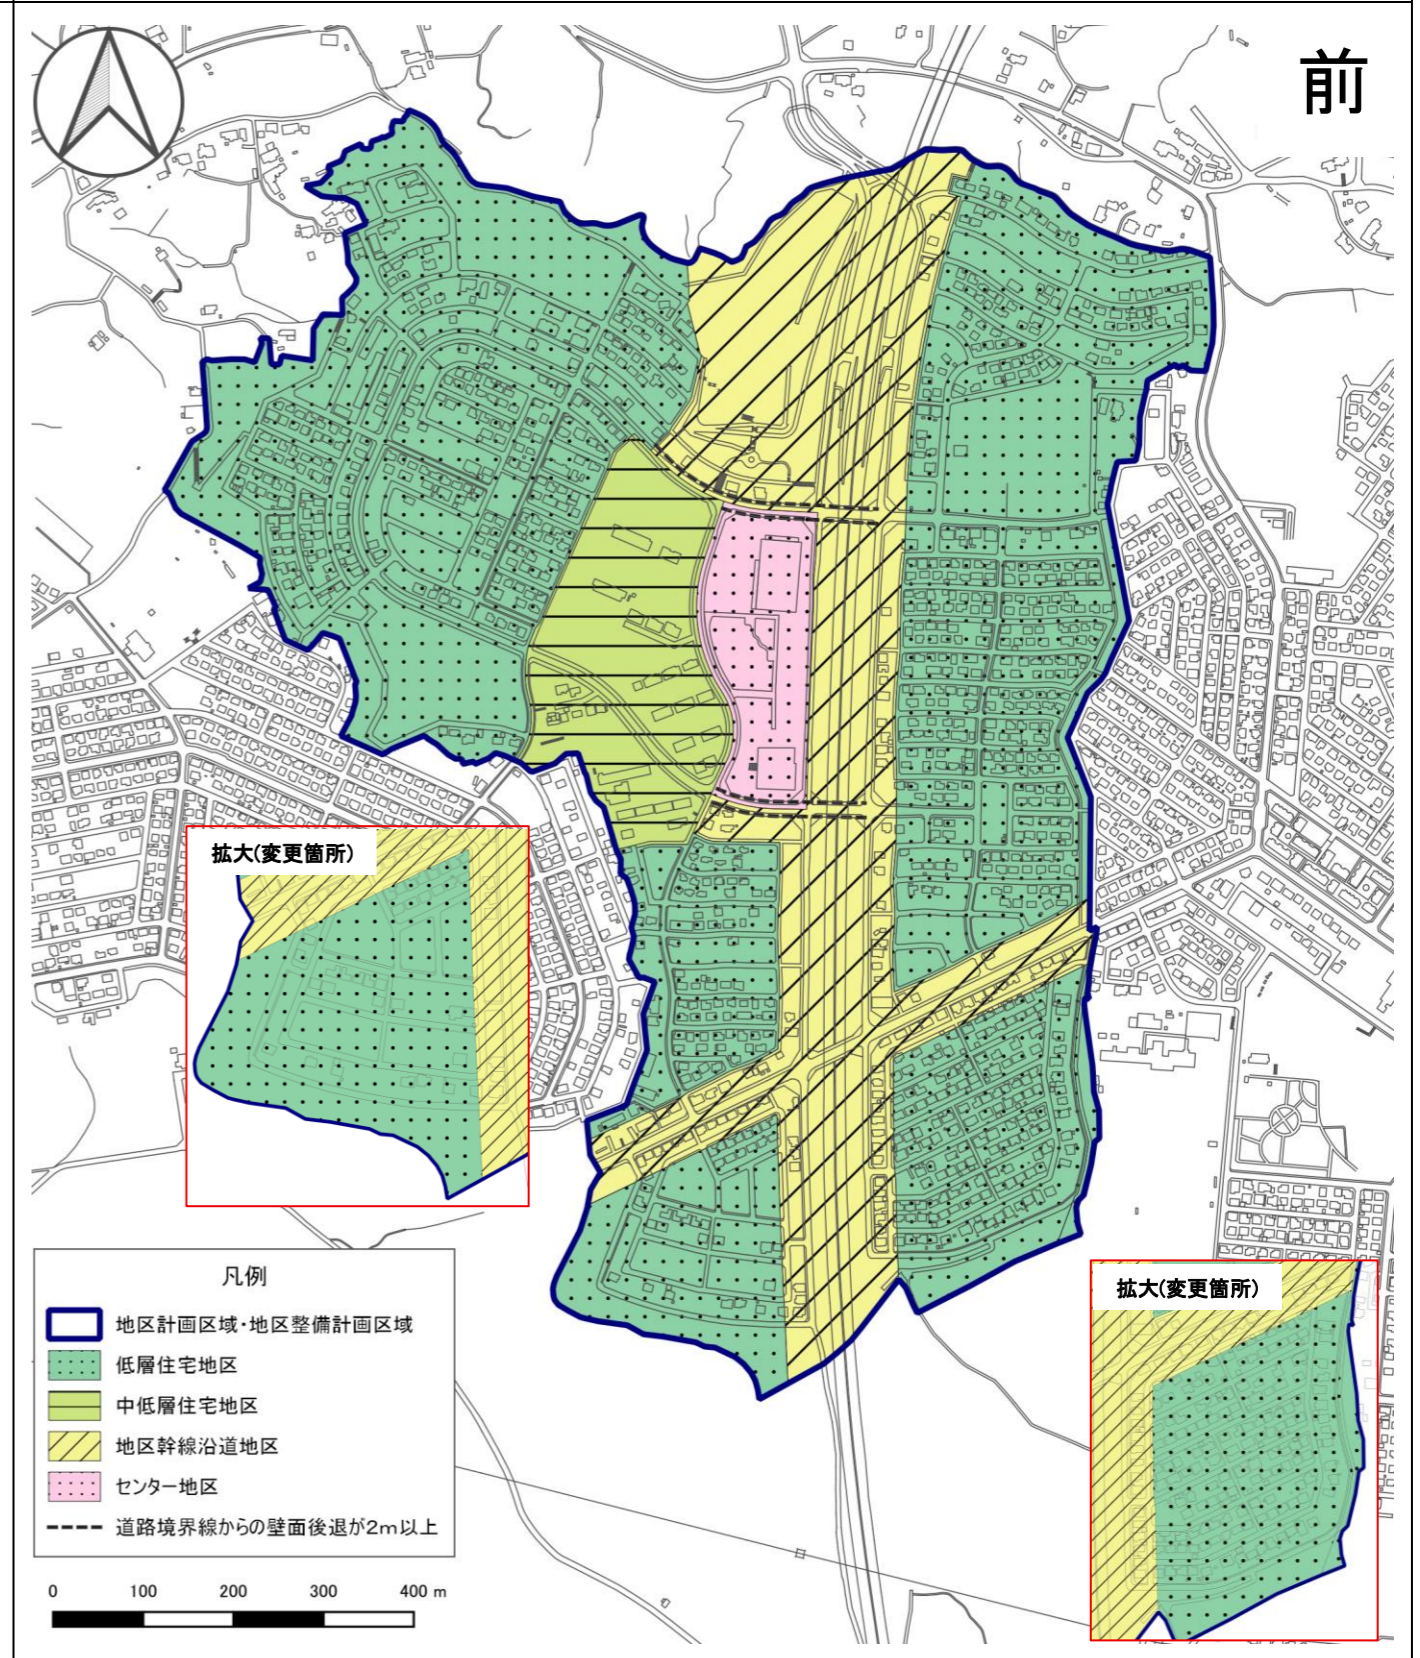 前
拡大(変更箇所)
拡大(変更箇所)
凡例
地区計画区域・地区整備計画区域
低層住宅地区
中低層住宅地区
地区幹線沿道地区
センター地区
道路境界線からの壁面後退が2m以上
0 100 200 300 400 m